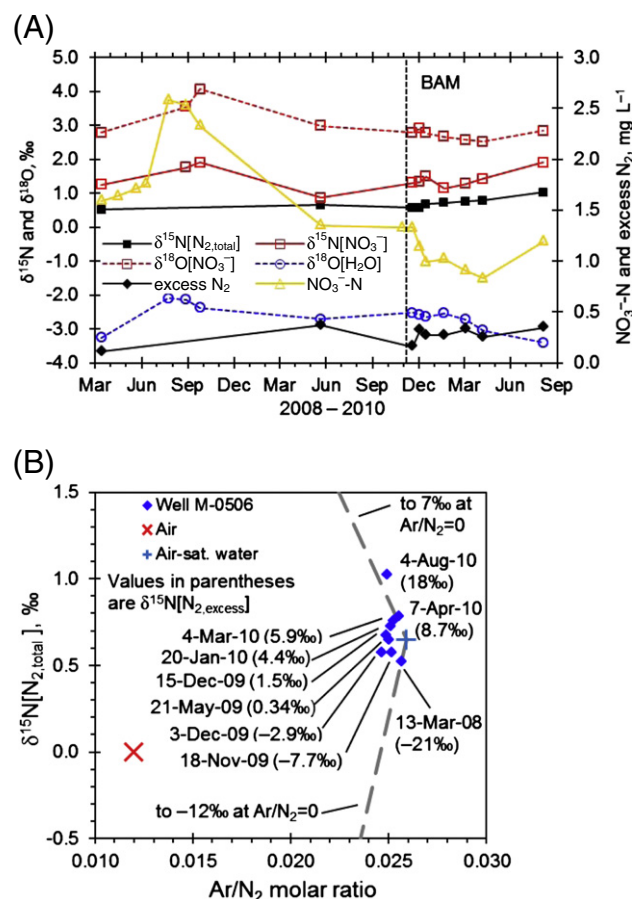 (A)
5.0
4.0
3.0
2.0
1.0
0.0
-1.0
-2.0
-3.0
-4.0
δ¹⁵N and δ¹⁸O, ‰
BAM
3.0
2.5
2.0
1.5
1.0
0.5
0.0
NO₃⁻-N and excess N₂, mg L⁻¹
δ¹⁵N[N₂,total] δ¹⁵N[NO₃⁻]
δ¹⁸O[NO₃⁻] δ¹⁸O[H₂O]
excess N₂ NO₃⁻-N
Mar Jun Sep Dec Mar Jun Sep Dec Mar Jun Sep
2008 – 2010
(B)
1.5
1.0
0.5
0.0
-0.5
δ¹⁵N[N₂,total], ‰
Well M-0506
Air
Air-sat. water
Values in parentheses
are δ¹⁵N[N₂,excess]
to 7‰ at
Ar/N₂=0
4-Aug-10
(18‰)
7-Apr-10
(8.7‰)
4-Mar-10 (5.9‰)
20-Jan-10 (4.4‰)
15-Dec-09 (1.5‰)
21-May-09 (0.34‰)
3-Dec-09 (−2.9‰)
18-Nov-09 (−7.7‰)
13-Mar-08
(−21%)
to −12‰ at Ar/N₂=0
0.010 0.015 0.020 0.025 0.030
Ar/N₂ molar ratio